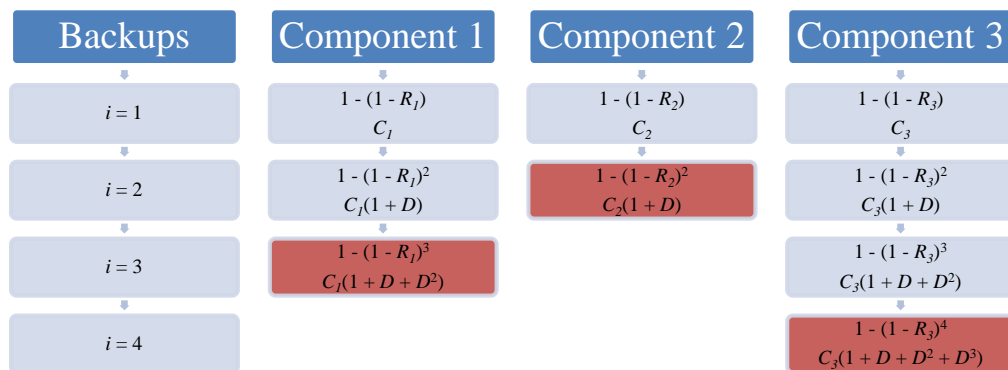 Backups
Component 1
Component 2
Component 3
i = 1
1 - (1 - R₁)
C₁
1 - (1 - R₂)
C₂
1 - (1 - R₃)
C₃
i = 2
1 - (1 - R₁)²
C₁(1 + D)
1 - (1 - R₂)²
C₂(1 + D)
1 - (1 - R₃)²
C₃(1 + D)
i = 3
1 - (1 - R₁)³
C₁(1 + D + D²)
1 - (1 - R₃)³
C₃(1 + D + D²)
i = 4
1 - (1 - R₃)⁴
C₃(1 + D + D² + D³)